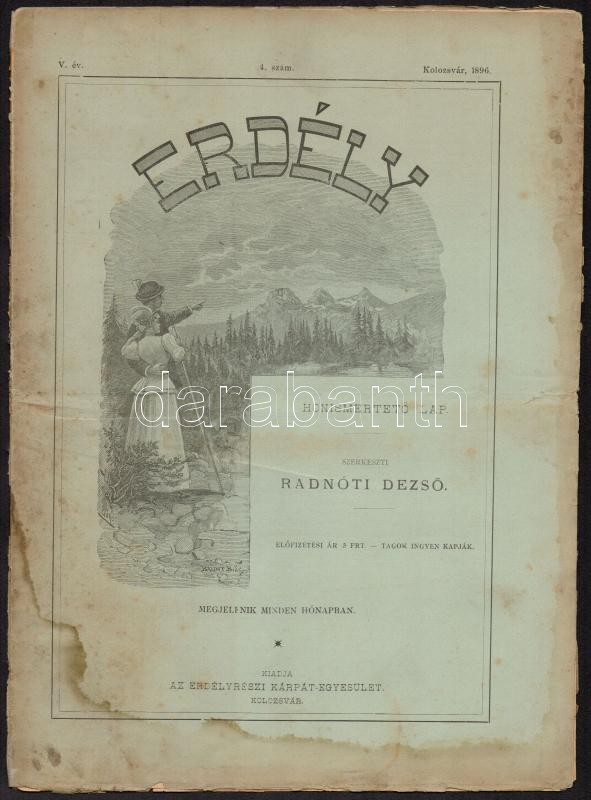 V. év. 4. szám. Kolozsvár, 1896.
ERDÉLY
HONISMERTETŐ LAP.
darabanth
SZERKESZTI
RADNÓTI DEZSŐ.
ELŐFIZETÉSI ÁR 3 FRT. — TAGOK INGYEN KAPJÁK.
MEGJELENIK MINDEN HÓNAPBAN.
KIADJA
AZ ERDÉLYRÉSZI KÁRPÁT-EGYESÜLET.
KOLOZSVÁR.